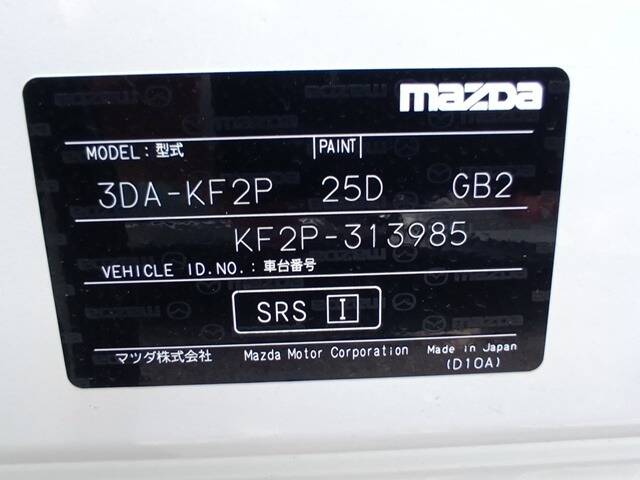 mazda
MODEL : 型式 PAINT
3DA-KF2P 25D GB2
KF2P-313985
VEHICLE ID.NO. : 車台番号
SRS I
マツダ株式会社 Mazda Motor Corporation Made in Japan
(D10A)